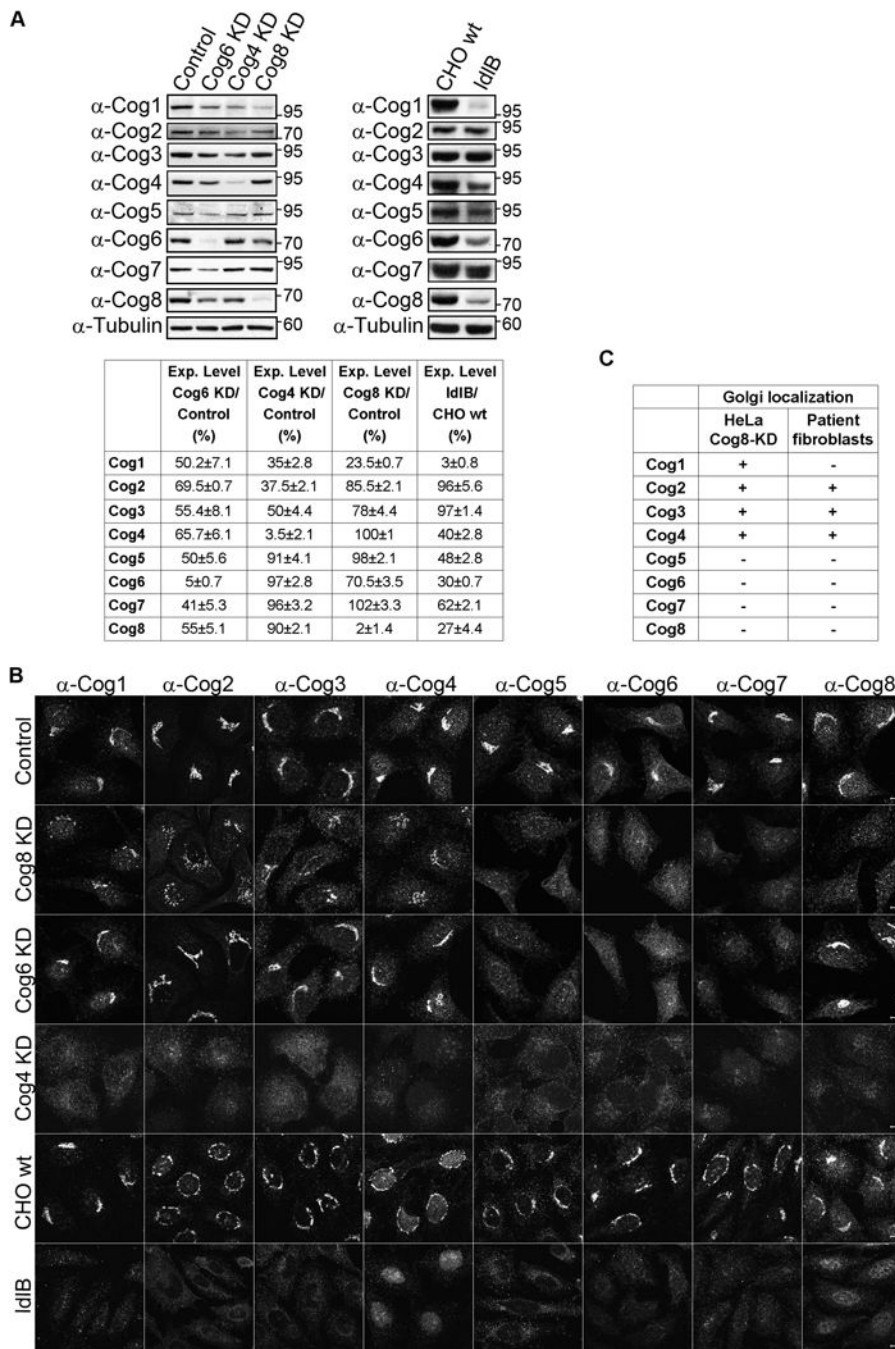 A
Control
Cog6 KD
Cog4 KD
Cog8 KD
α-Cog1
95
α-Cog2
70
α-Cog3
95
α-Cog4
95
α-Cog5
95
α-Cog6
70
α-Cog7
95
α-Cog8
70
α-Tubulin
60
CHO wt
ldlB
α-Cog1
95
α-Cog2
95
α-Cog3
95
α-Cog4
95
α-Cog5
95
α-Cog6
70
α-Cog7
95
α-Cog8
70
α-Tubulin
60
Exp. Level Exp. Level Exp. Level Exp. Level
Cog6 KD/ Cog4 KD/ Cog8 KD/ ldlB/
Control Control Control CHO wt
(%) (%) (%) (%)
Cog1 50.2±7.1 35±2.8 23.5±0.7 3±0.8
Cog2 69.5±0.7 37.5±2.1 85.5±2.1 96±5.6
Cog3 55.4±8.1 50±4.4 78±4.4 97±1.4
Cog4 65.7±6.1 3.5±2.1 100±1 40±2.8
Cog5 50±5.6 91±4.1 98±2.1 48±2.8
Cog6 5±0.7 97±2.8 70.5±3.5 30±0.7
Cog7 41±5.3 96±3.2 102±3.3 62±2.1
Cog8 55±5.1 90±2.1 2±1.4 27±4.4
C
Golgi localization
HeLa Patient
Cog8-KD fibroblasts
Cog1 + -
Cog2 + +
Cog3 + +
Cog4 + +
Cog5 - -
Cog6 - -
Cog7 - -
Cog8 - -
B
α-Cog1 α-Cog2 α-Cog3 α-Cog4 α-Cog5 α-Cog6 α-Cog7 α-Cog8
Control
Cog8 KD
Cog6 KD
Cog4 KD
CHO wt
ldlB